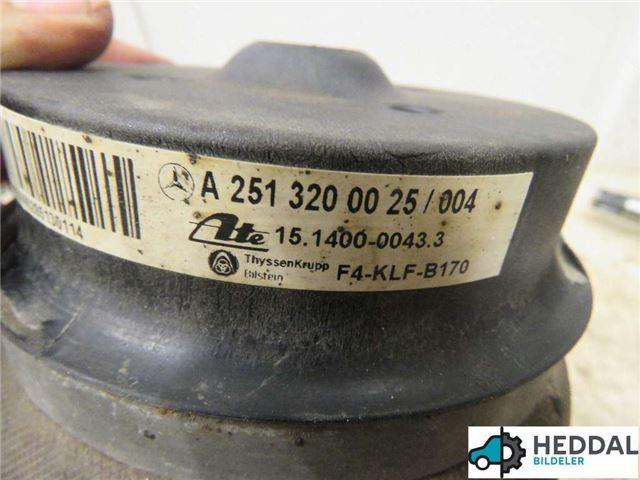 A 251 320 00 25 / 004
Ate 15.1400-0043.3
ThyssenKrupp
Bilstein F4-KLF-B170
HEDDAL
BILDELER